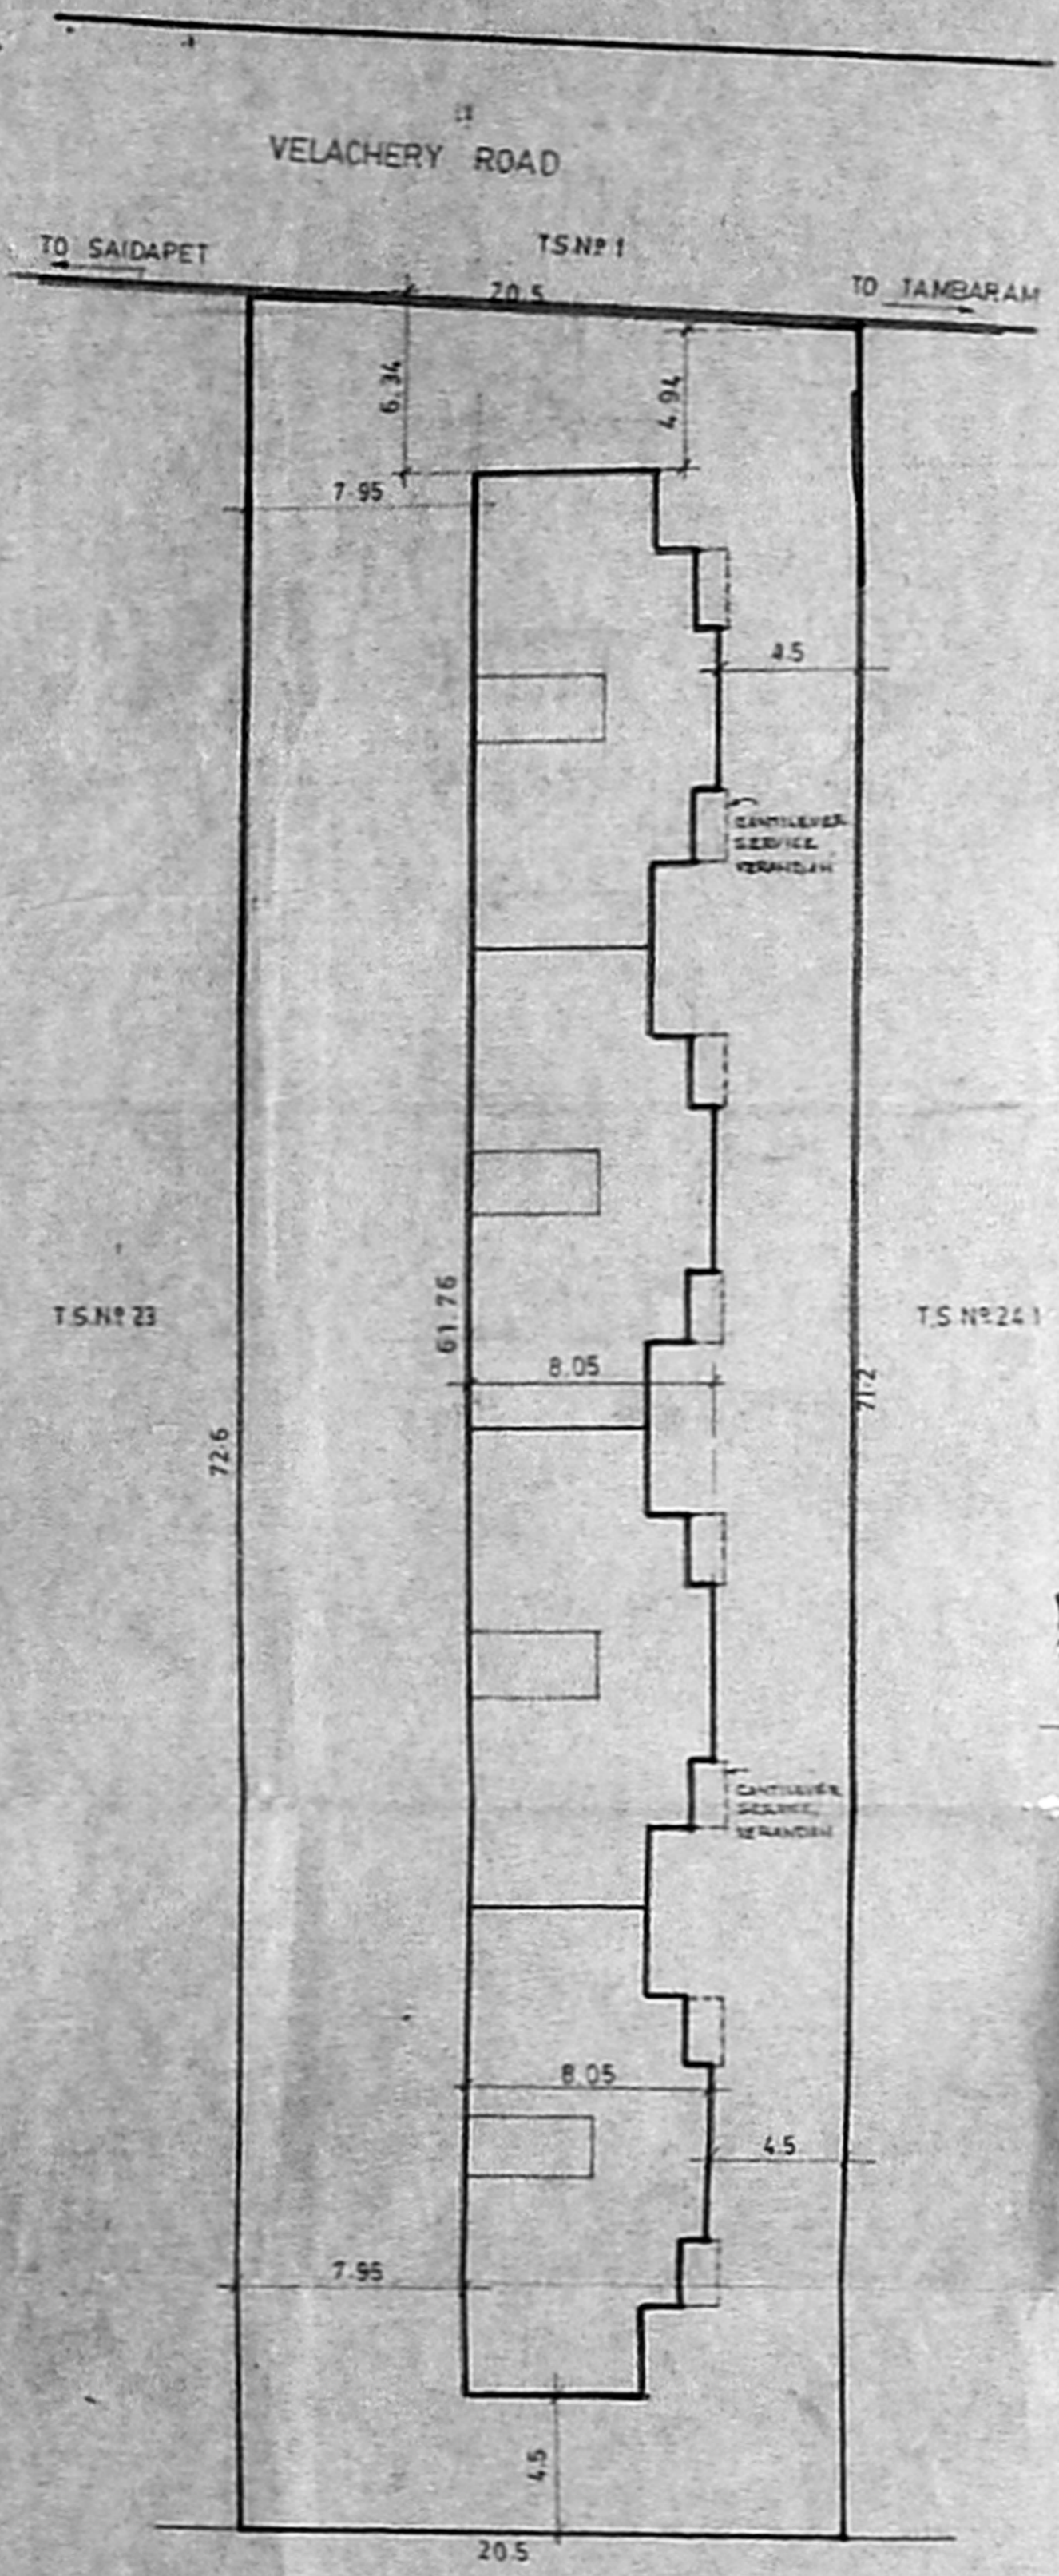 VELACHERY ROAD
TO SAIDAPET
T.S.Nº 1
20.5
TO TAMBARAM
6.34
4.94
7.95
4.5
CANTILEVER
SERVICE
VERANDAH
61.76
T.S.Nº 23
8.05
T.S.Nº 24 1
71.2
72.6
CANTILEVER
SERVICE
VERANDAH
8.05
4.5
7.95
4.5
20.5